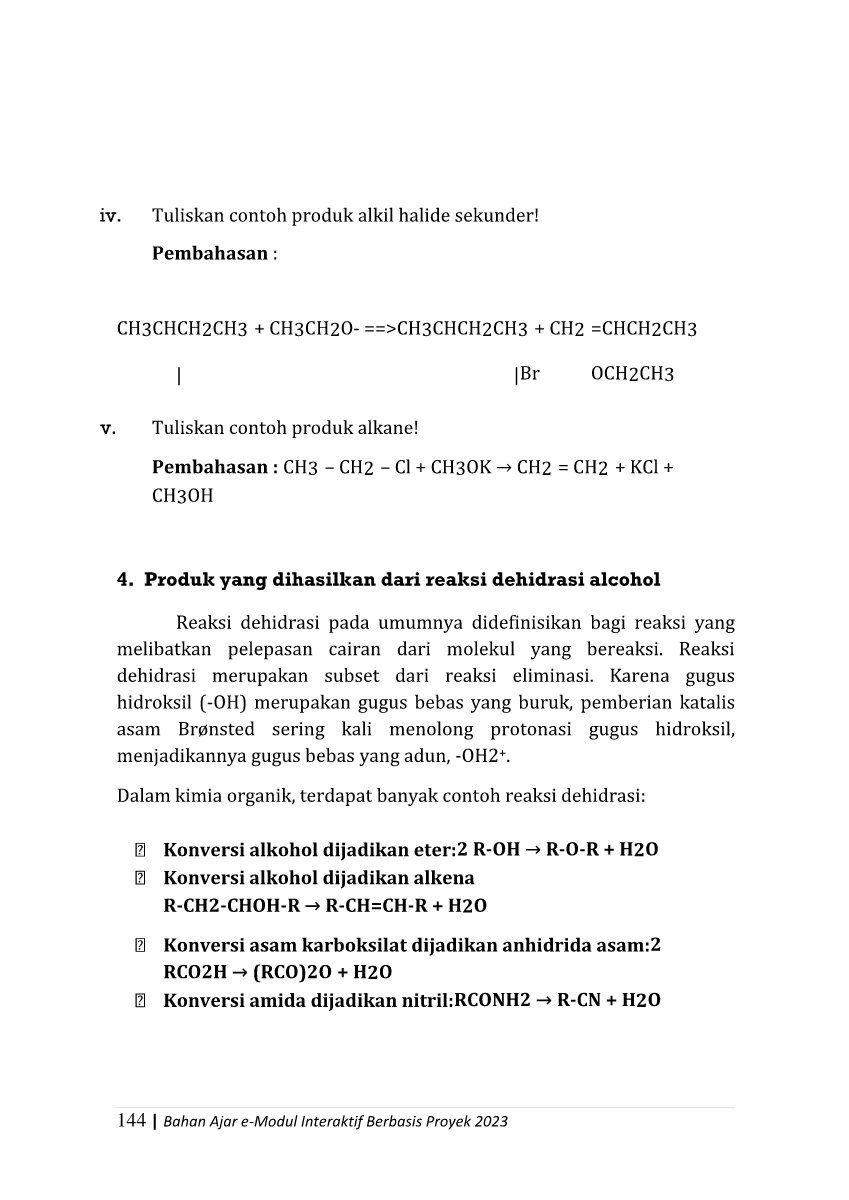 iv. Tuliskan contoh produk alkil halide sekunder!
Pembahasan :
CH3CHCH2CH3 + CH3CH2O- ==>CH3CHCH2CH3 + CH2 =CHCH2CH3
| |Br OCH2CH3
v. Tuliskan contoh produk alkane!
Pembahasan : CH3 – CH2 – Cl + CH3OK → CH2 = CH2 + KCl +
CH3OH
4. Produk yang dihasilkan dari reaksi dehidrasi alcohol
Reaksi dehidrasi pada umumnya didefinisikan bagi reaksi yang
melibatkan pelepasan cairan dari molekul yang bereaksi. Reaksi
dehidrasi merupakan subset dari reaksi eliminasi. Karena gugus
hidroksil (-OH) merupakan gugus bebas yang buruk, pemberian katalis
asam Brønsted sering kali menolong protonasi gugus hidroksil,
menjadikannya gugus bebas yang adun, -OH2⁺.
Dalam kimia organik, terdapat banyak contoh reaksi dehidrasi:
Konversi alkohol dijadikan eter:2 R-OH → R-O-R + H2O
Konversi alkohol dijadikan alkena
R-CH2-CHOH-R → R-CH=CH-R + H2O
Konversi asam karboksilat dijadikan anhidrida asam:2
RCO2H → (RCO)2O + H2O
Konversi amida dijadikan nitril:RCONH2 → R-CN + H2O
144 | Bahan Ajar e-Modul Interaktif Berbasis Proyek 2023